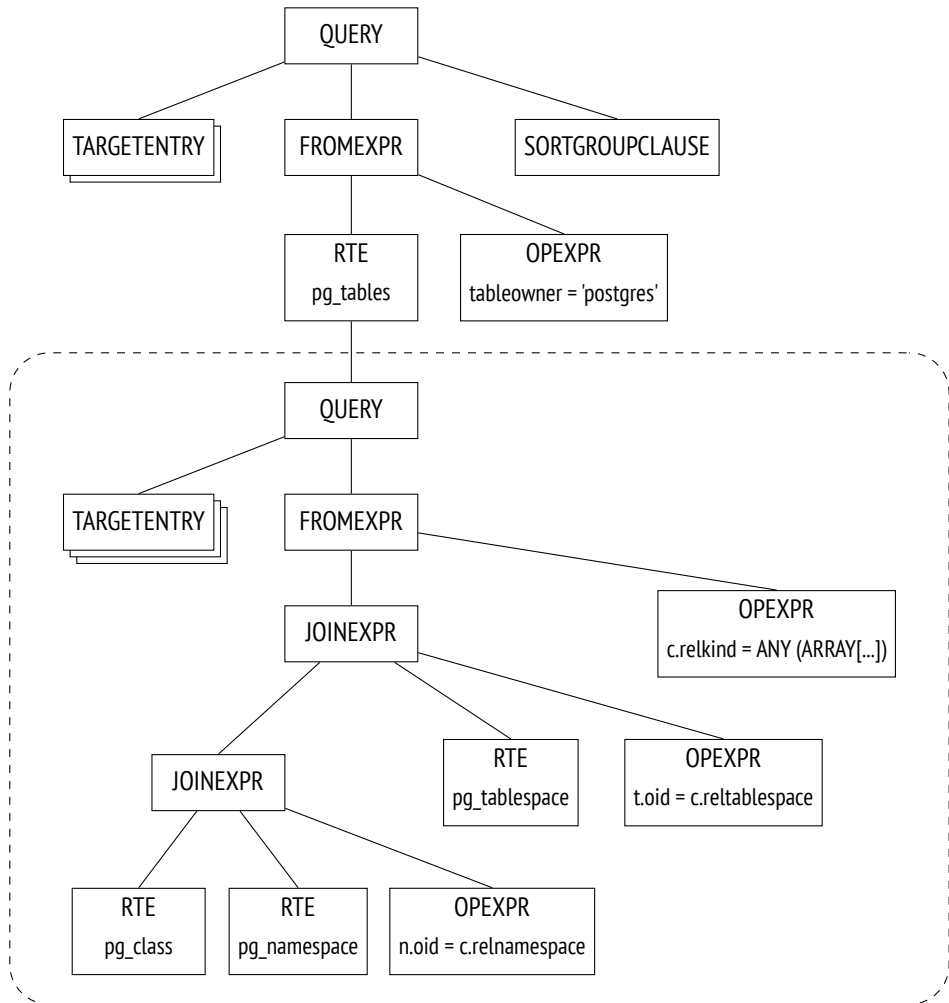 QUERY
TARGETENTRY
FROMEXPR
SORTGROUPCLAUSE
RTE
pg_tables
OPEXPR
tableowner = 'postgres'
QUERY
TARGETENTRY
FROMEXPR
OPEXPR
c.relkind = ANY (ARRAY[...])
JOINEXPR
RTE
pg_tablespace
OPEXPR
t.oid = c.reltablespace
JOINEXPR
RTE
pg_class
RTE
pg_namespace
OPEXPR
n.oid = c.relnamespace